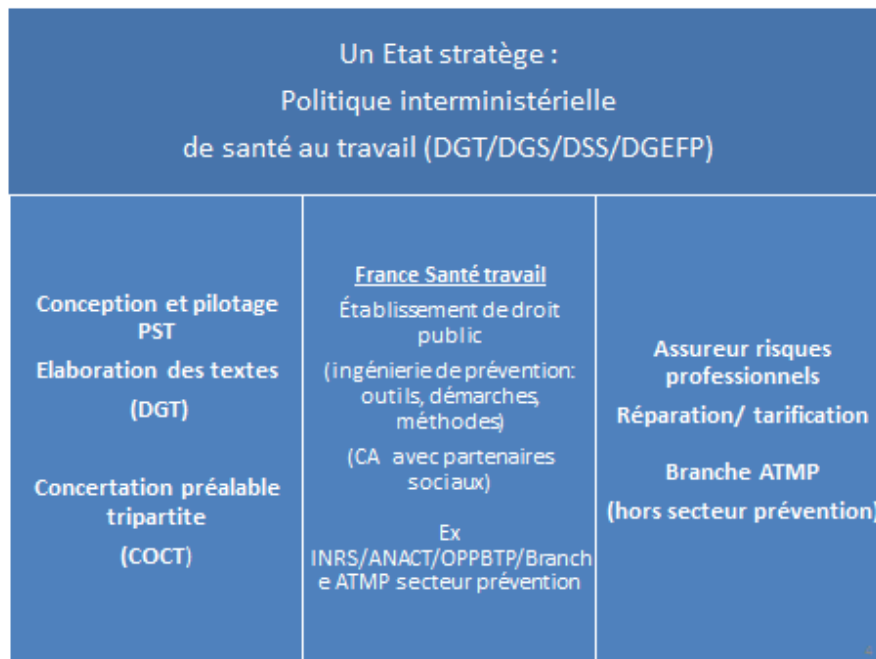 Un Etat stratège :
Politique interministérielle
de santé au travail (DGT/DGS/DSS/DGEFP)
Conception et pilotage
PST
Elaboration des textes
(DGT)
Concertation préalable
tripartite
(COCT)
France Santé travail
Établissement de droit
public
(ingénierie de prévention:
outils, démarches,
méthodes)
(CA avec partenaires
sociaux)
Ex
INRS/ANACT/OPPBTP/Branch
e ATMP secteur prévention
Assureur risques
professionnels
Réparation/ tarification
Branche ATMP
(hors secteur prévention)
4